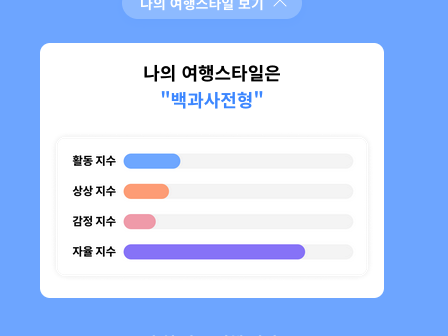 나의 여행스타일 보기
나의 여행스타일은
"백과사전형"
활동 지수
상상 지수
감정 지수
자율 지수